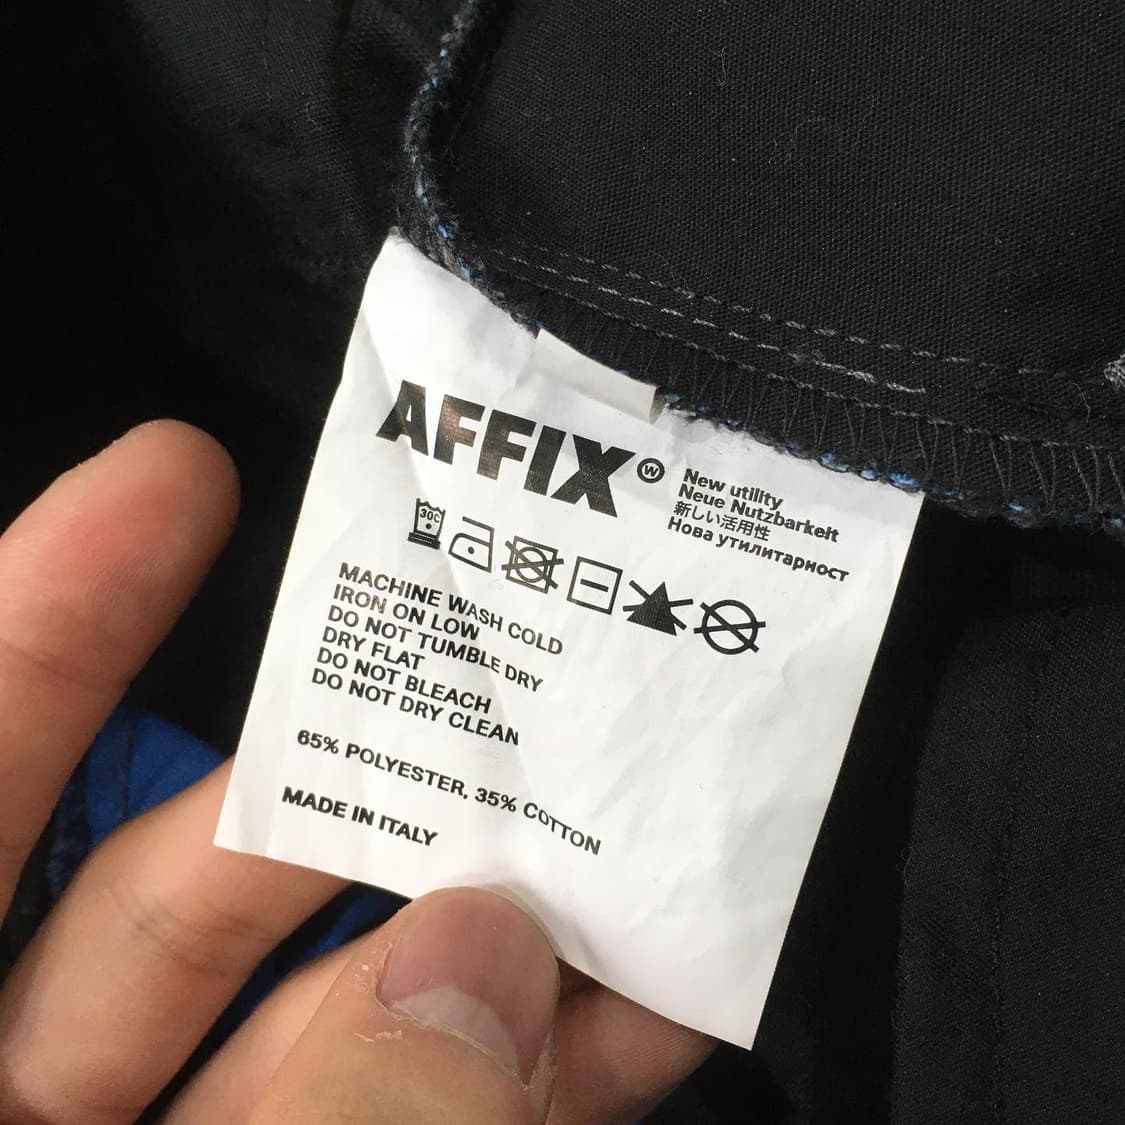 AFFIX W
New utility
Neue Nutzbarkeit
新しい活用性
Нова утилитарност
30C
MACHINE WASH COLD
IRON ON LOW
DO NOT TUMBLE DRY
DRY FLAT
DO NOT BLEACH
DO NOT DRY CLEAN
65% POLYESTER, 35% COTTON
MADE IN ITALY